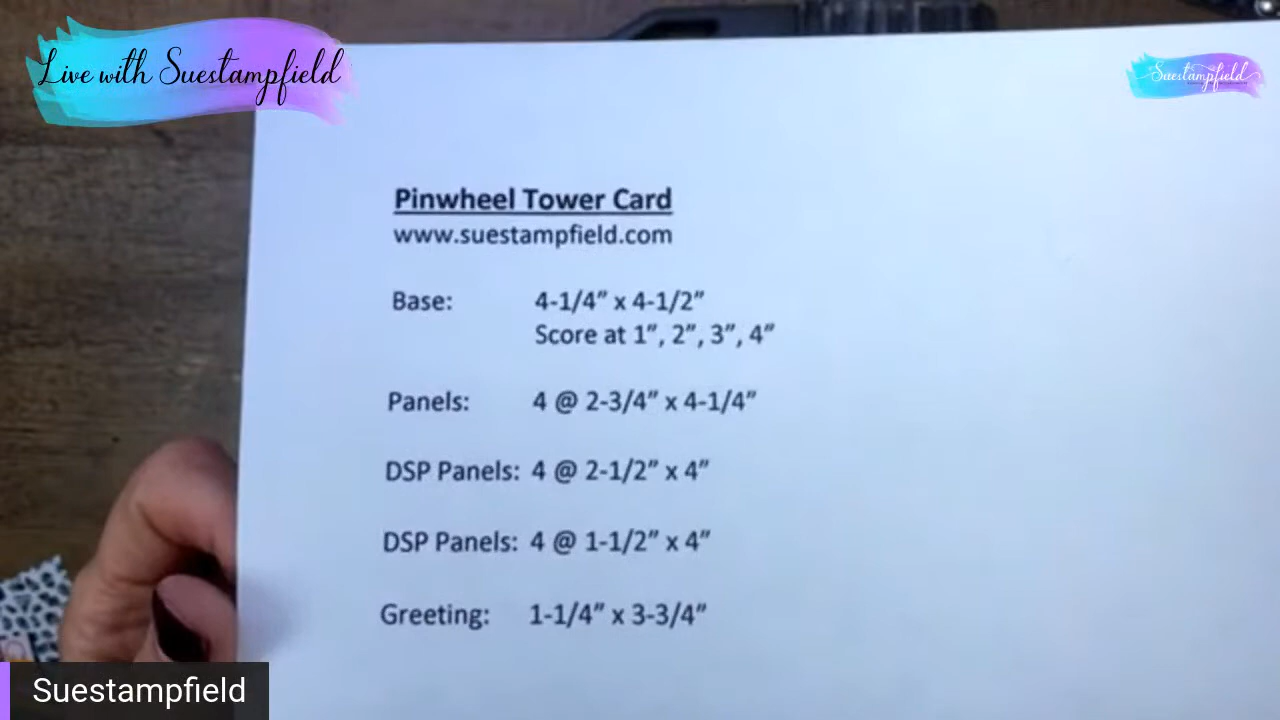 Live with Suestampfield
Suestampfield
Pinwheel Tower Card
www.suestampfield.com
Base: 4-1/4” x 4-1/2”
Score at 1”, 2”, 3”, 4”
Panels: 4 @ 2-3/4” x 4-1/4”
DSP Panels: 4 @ 2-1/2” x 4”
DSP Panels: 4 @ 1-1/2” x 4”
Greeting: 1-1/4” x 3-3/4”
Suestampfield